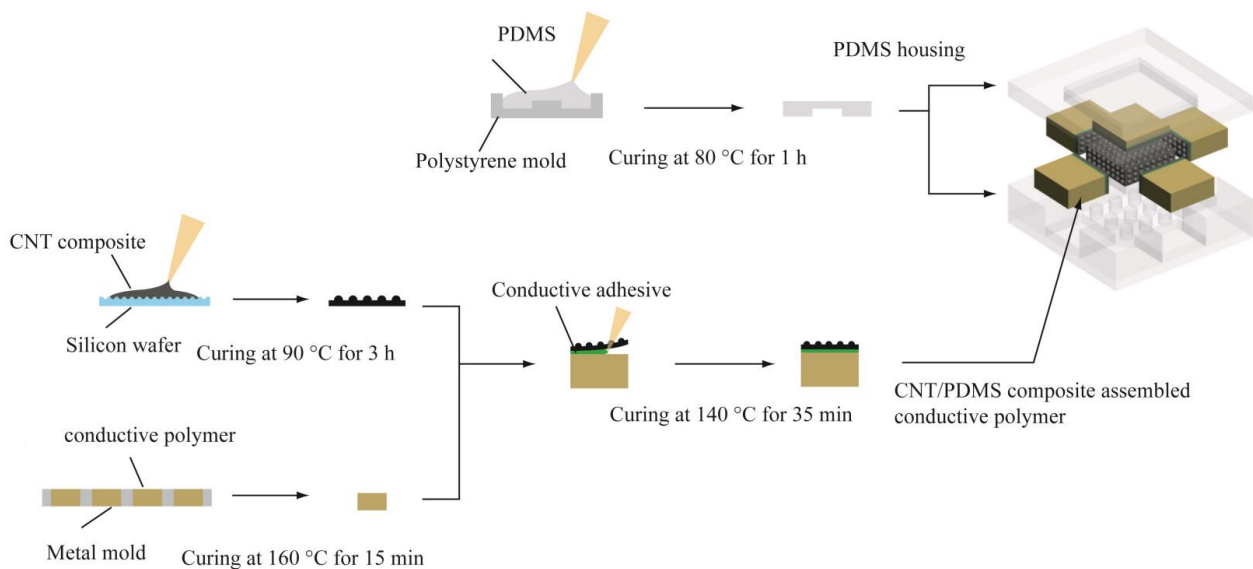 PDMS
PDMS housing
Polystyrene mold
Curing at 80 °C for 1 h
CNT composite
Silicon wafer
Curing at 90 °C for 3 h
Conductive adhesive
Curing at 140 °C for 35 min
CNT/PDMS composite assembled
conductive polymer
conductive polymer
Metal mold
Curing at 160 °C for 15 min